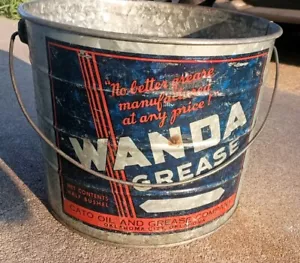 "No better grease
manufactured
at any price"
WANDA
GREASE
NET CONTENTS
HALF BUSHEL
CATO OIL AND GREASE COMPANY
OKLAHOMA CITY,